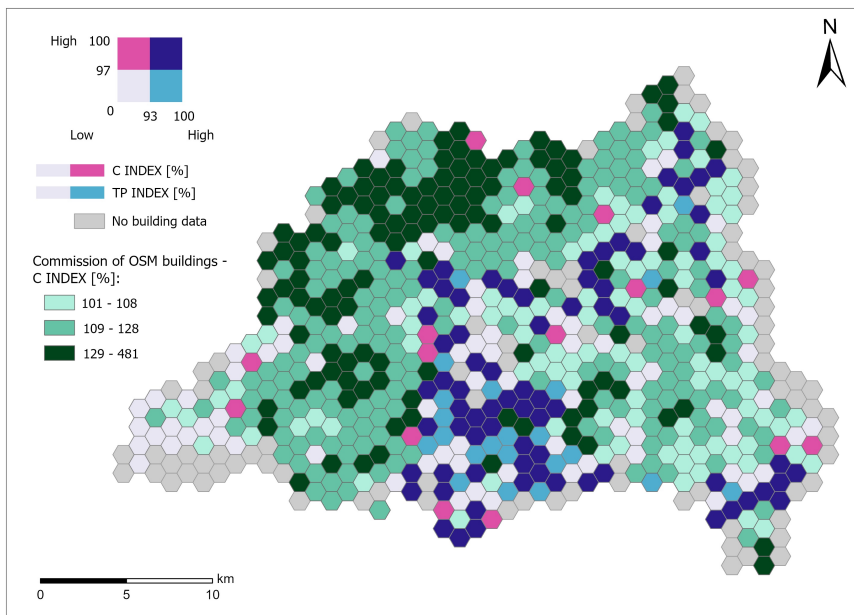 N
High 100
97
0 93 100
Low High
C INDEX [%]
TP INDEX [%]
No building data
Commission of OSM buildings -
C INDEX [%]:
101 - 108
109 - 128
129 - 481
km
0 5 10